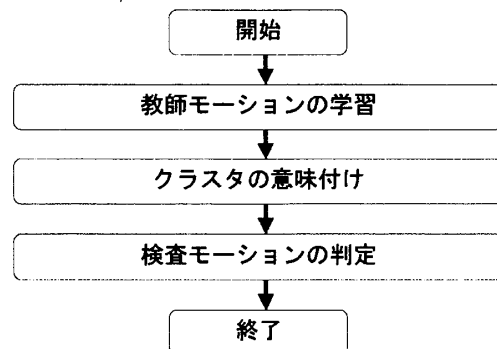 開始
教師モーションの学習
クラスタの意味付け
検査モーションの判定
終了